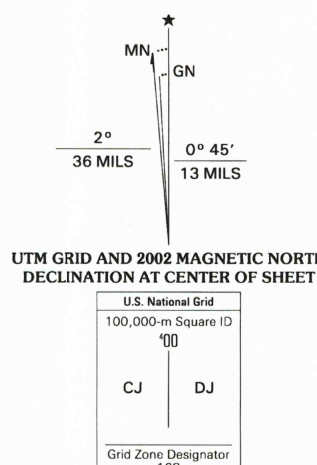 ★
MN
GN
2° 0° 45'
36 MILS 13 MILS
UTM GRID AND 2002 MAGNETIC NORTH
DECLINATION AT CENTER OF SHEET
U.S. National Grid
100,000-m Square ID
⁴00
CJ DJ
Grid Zone Designator